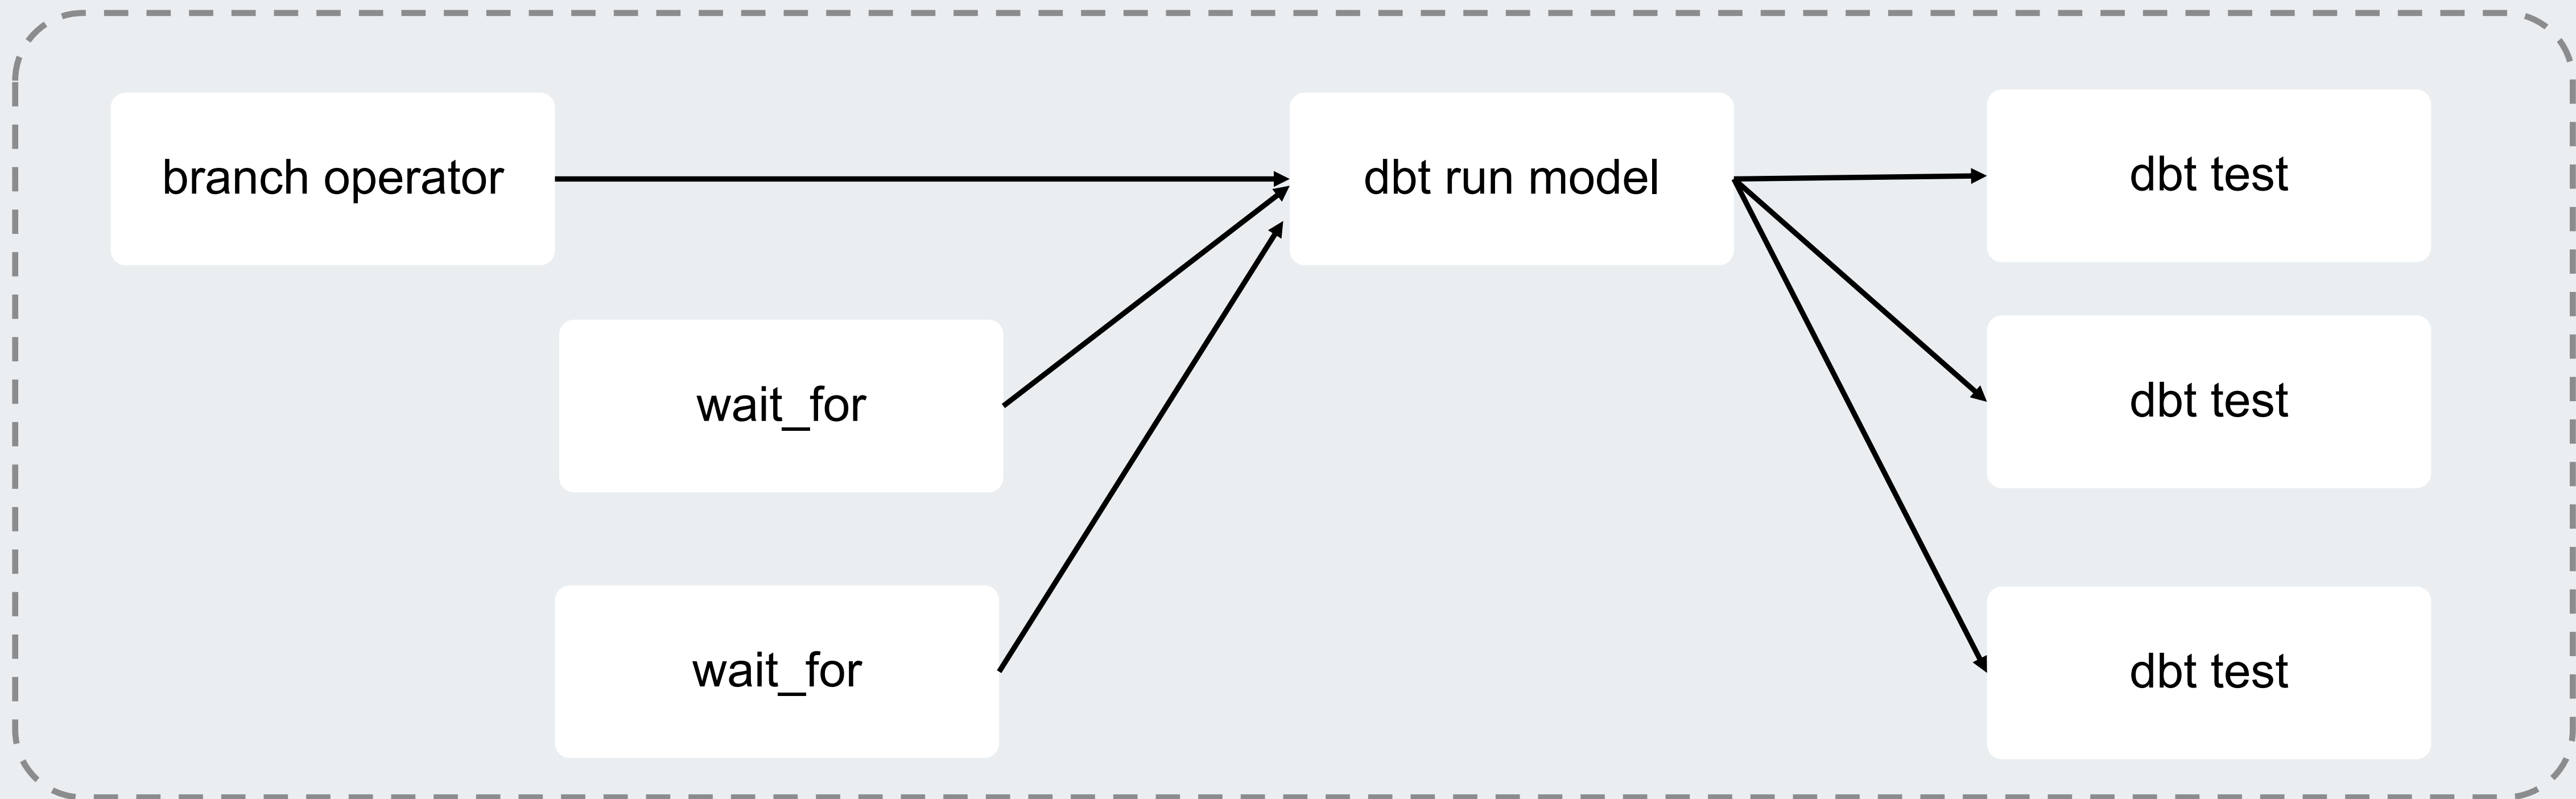 branch operator
dbt run model
dbt test
wait_for
dbt test
wait_for
dbt test